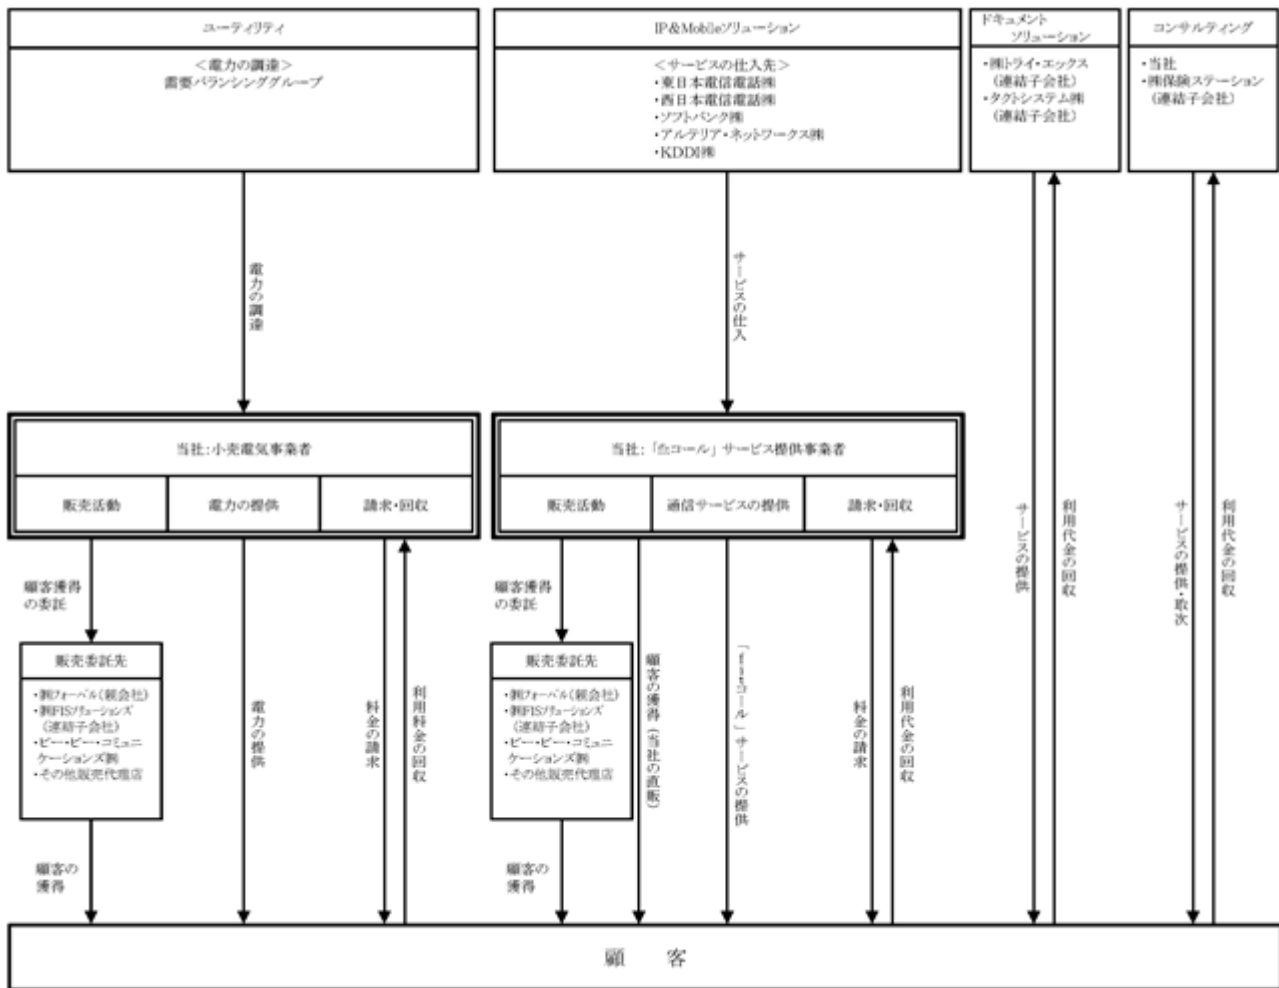 ユーティリティ
＜電力の調達＞
需要バランシンググループ
IP&Mobileソリューション
＜サービスの仕入先＞
・東日本電信電話㈱
・西日本電信電話㈱
・ソフトバンク㈱
・アルテリア・ネットワークス㈱
・KDDI㈱
ドキュメント
ソリューション
・㈱トライ・エックス
（連結子会社）
・タクトシステム㈱
（連結子会社）
コンサルティング
・当社
・㈱保険ステーション
（連結子会社）
電力の調達
サービスの仕入
当社：小売電気事業者
販売活動
電力の提供
請求・回収
当社：「fitコール」サービス提供事業者
販売活動
通信サービスの提供
請求・回収
サービスの提供
利用代金の回収
サービスの提供・取次
利用代金の回収
顧客獲得
の委託
販売委託先
・㈱フォーバル（親会社）
・㈱FISソリューションズ
（連結子会社）
・ビー・ビー・コミュニ
ケーションズ㈱
・その他販売代理店
顧客の
獲得
電力の提供
料金の請求
利用料金の回収
顧客獲得
の委託
販売委託先
・㈱フォーバル（親会社）
・㈱FISソリューションズ
（連結子会社）
・ビー・ビー・コミュニ
ケーションズ㈱
・その他販売代理店
顧客の
獲得
顧客の獲得（当社の直販）
コール」サービスの提供
料金の請求
利用代金の回収
顧　客